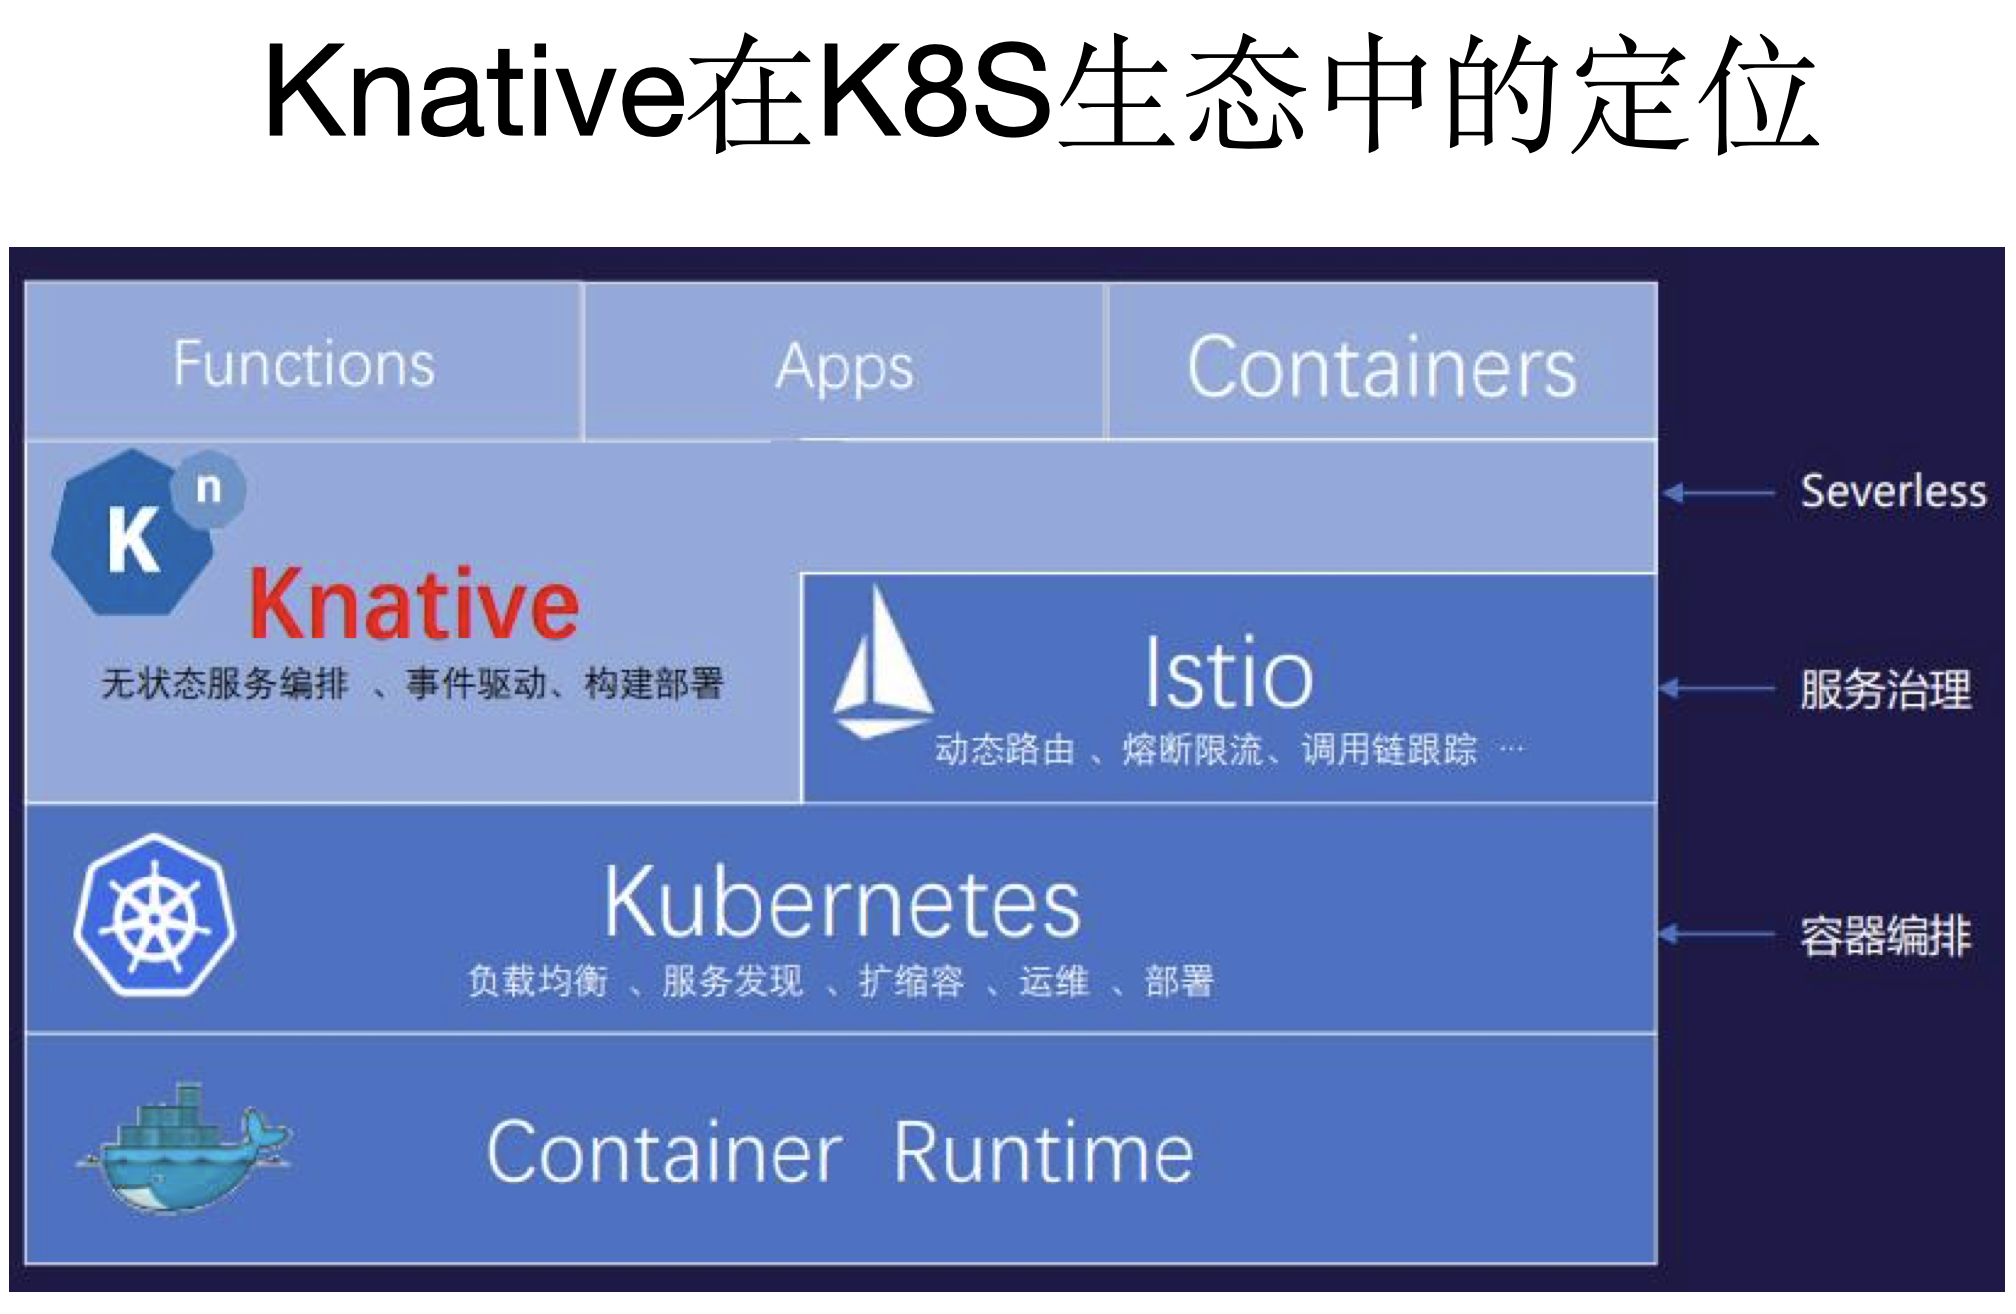 Knative在K8S生态中的定位
Functions
Apps
Containers
K
n
Severless
Knative
无状态服务编排 、事件驱动、构建部署
Istio
动态路由 、熔断限流、调用链跟踪 …
服务治理
Kubernetes
负载均衡 、服务发现 、扩缩容 、运维 、部署
容器编排
Container Runtime